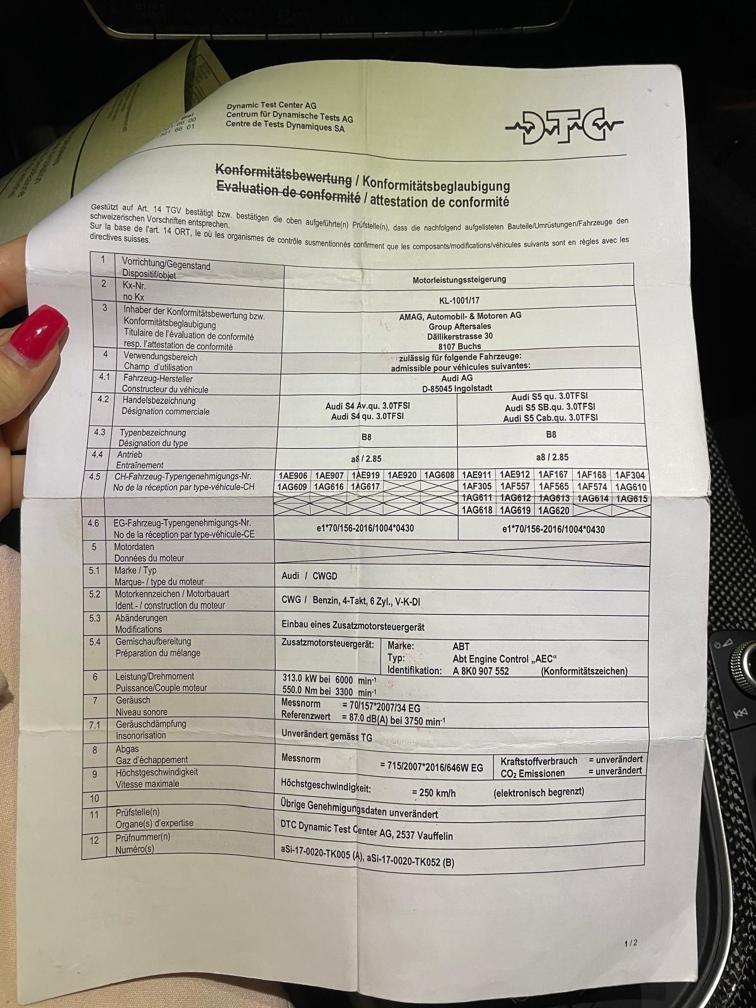 Dynamic Test Center AG
Centrum für Dynamische Tests AG
Centre de Tests Dynamiques SA
DTC
Konformitätsbewertung / Konformitätsbeglaubigung
Evaluation de conformité / attestation de conformité
Gestützt auf Art. 14 TGV bestätigt bzw. bestätigen die oben aufgeführte(n) Prüfstelle(n), dass die nachfolgend aufgelisteten Bauteile/Umrüstungen/Fahrzeuge den
schweizerischen Vorschriften entsprechen.
Sur la base de l'art. 14 ORT, le où les organismes de contrôle susmentionnés confirment que les composants/modifications/véhicules suivants sont en règles avec les
directives suisses.
1 Vorrichtung/Gegenstand
Dispositif/objet
Motorleistungssteigerung
2 Kx-Nr.
no Kx
KL-1001/17
3 Inhaber der Konformitätsbewertung bzw.
Konformitätsbeglaubigung
Titulaire de l'évaluation de conformité
resp. l'attestation de conformité
AMAG, Automobil- & Motoren AG
Group Aftersales
Dällikerstrasse 30
8107 Buchs
4 Verwendungsbereich
Champ d'utilisation
zulässig für folgende Fahrzeuge:
admissible pour véhicules suivantes:
4.1 Fahrzeug-Hersteller
Constructeur du véhicule
Audi AG
D-85045 Ingolstadt
4.2 Handelsbezeichnung
Désignation commerciale
Audi S4 Av.qu. 3.0TFSI
Audi S4 qu. 3.0TFSI
Audi S5 qu. 3.0TFSI
Audi S5 SB.qu. 3.0TFSI
Audi S5 Cab.qu. 3.0TFSI
4.3 Typenbezeichnung
Désignation du type
B8 B8
4.4 Antrieb
Entraînement
a8 / 2.85 a8 / 2.85
4.5 CH-Fahrzeug-Typengenehmigungs-Nr.
No de la réception par type-véhicule-CH
1AE906 1AE907 1AE919 1AE920 1AG608
1AG609 1AG616 1AG617
1AE911 1AE912 1AF167 1AF168 1AF304
1AF305 1AF557 1AF565 1AF574 1AG610
1AG611 1AG612 1AG613 1AG614 1AG615
1AG618 1AG619 1AG620
4.6 EG-Fahrzeug-Typengenehmigungs-Nr.
No de la réception par type-véhicule-CE
e1*70/156-2016/1004*0430 e1*70/156-2016/1004*0430
5 Motordaten
Données du moteur
5.1 Marke / Typ
Marque- / type du moteur
Audi / CWGD
5.2 Motorkennzeichen / Motorbauart
Ident.- / construction du moteur
CWG / Benzin, 4-Takt, 6 Zyl., V-K-DI
5.3 Abänderungen
Modifications
Einbau eines Zusatzmotorsteuergerät
5.4 Gemischaufbereitung
Préparation du mélange
Zusatzmotorsteuergerät: Marke: ABT
Typ: Abt Engine Control „AEC“
Identifikation: A 8K0 907 552 (Konformitätszeichen)
6 Leistung/Drehmoment
Puissance/Couple moteur
313.0 kW bei 6000 min-1
550.0 Nm bei 3300 min-1
7 Geräusch
Niveau sonore
Messnorm = 70/157*2007/34 EG
Referenzwert = 87.0 dB(A) bei 3750 min-1
7.1 Geräuschdämpfung
Insonorisation
Unverändert gemäss TG
8 Abgas
Gaz d'échappement
Messnorm = 715/2007*2016/646W EG
Kraftstoffverbrauch = unverändert
CO2 Emissionen = unverändert
9 Höchstgeschwindigkeit
Vitesse maximale
Höchstgeschwindigkeit: = 250 km/h (elektronisch begrenzt)
10 Übrige Genehmigungsdaten unverändert
11 Prüfstelle(n)
Organe(s) d'expertise
DTC Dynamic Test Center AG, 2537 Vauffelin
12 Prüfnummer(n)
Numéro(s)
aSi-17-0020-TK005 (A), aSi-17-0020-TK052 (B)
1/2